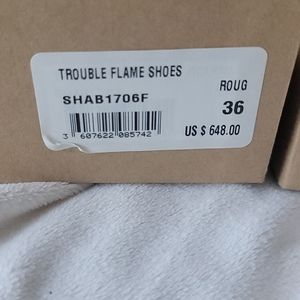 TROUBLE FLAME SHOES
ROUG
SHAB1706F
36
3 607622 085742
US $ 648.00